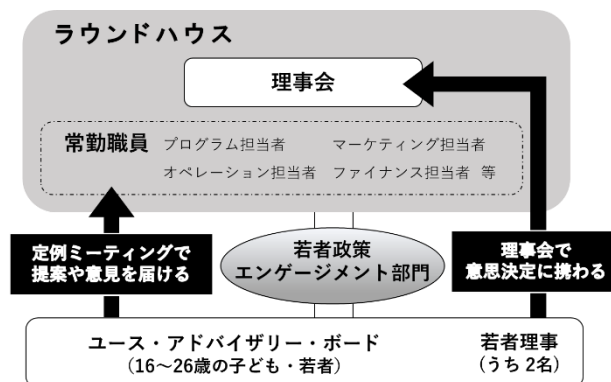 ラウンドハウス
理事会
常勤職員 プログラム担当者 マーケティング担当者
オペレーション担当者 ファイナンス担当者 等
定例ミーティングで
提案や意見を届ける
若者政策
エンゲージメント部門
理事会で
意思決定に携わる
ユース・アドバイザリー・ボード
(16～26歳の子ども・若者)
若者理事
(うち 2名)